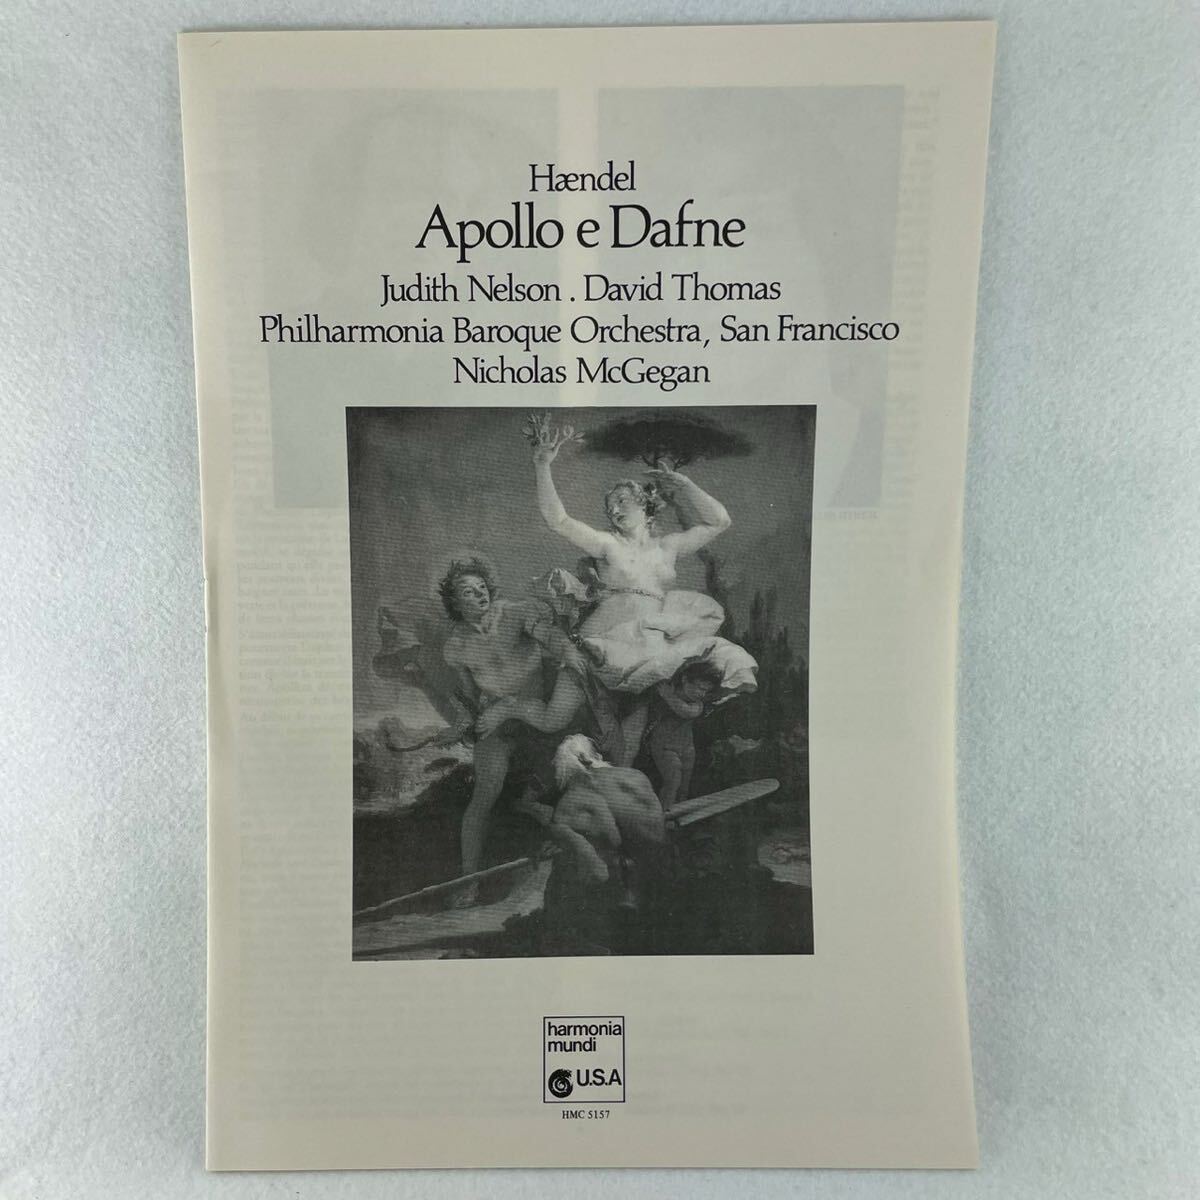 Hændel
Apollo e Dafne
Judith Nelson . David Thomas
Philharmonia Baroque Orchestra, San Francisco
Nicholas McGegan
harmonia
mundi
U.S.A
HMC 5157